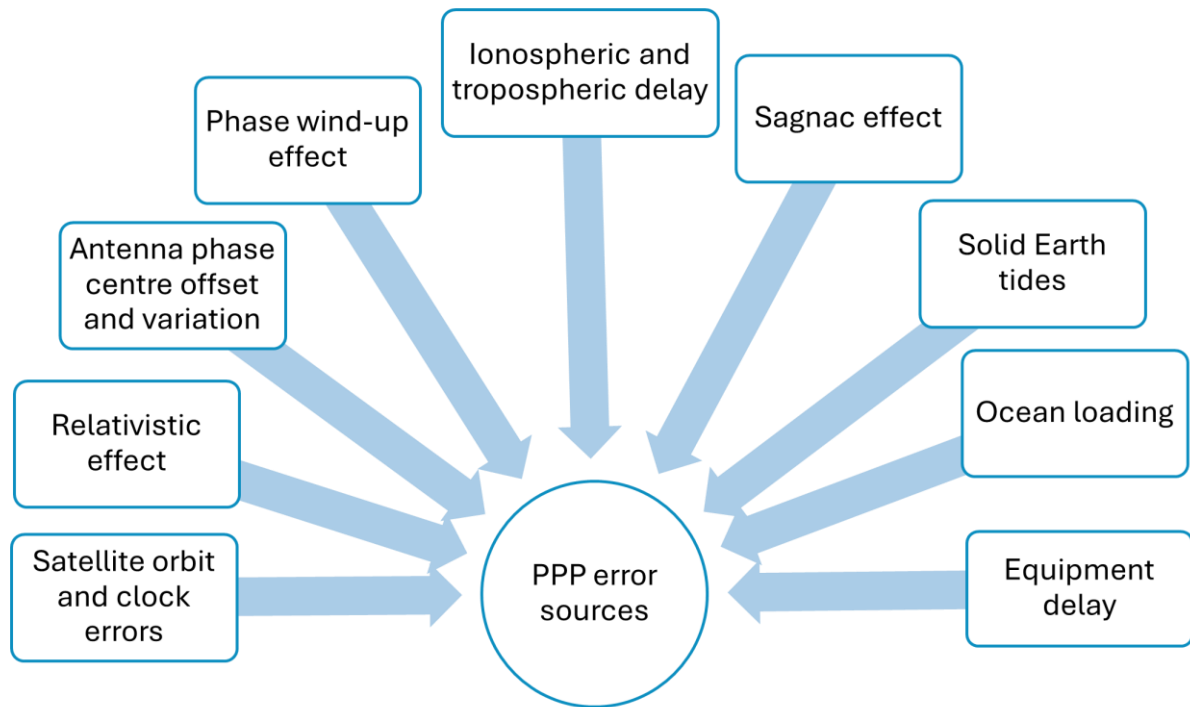 Ionospheric and
tropospheric delay
Phase wind-up
effect
Sagnac effect
Antenna phase
centre offset
and variation
Solid Earth
tides
Relativistic
effect
Ocean loading
Satellite orbit
and clock
errors
PPP error
sources
Equipment
delay